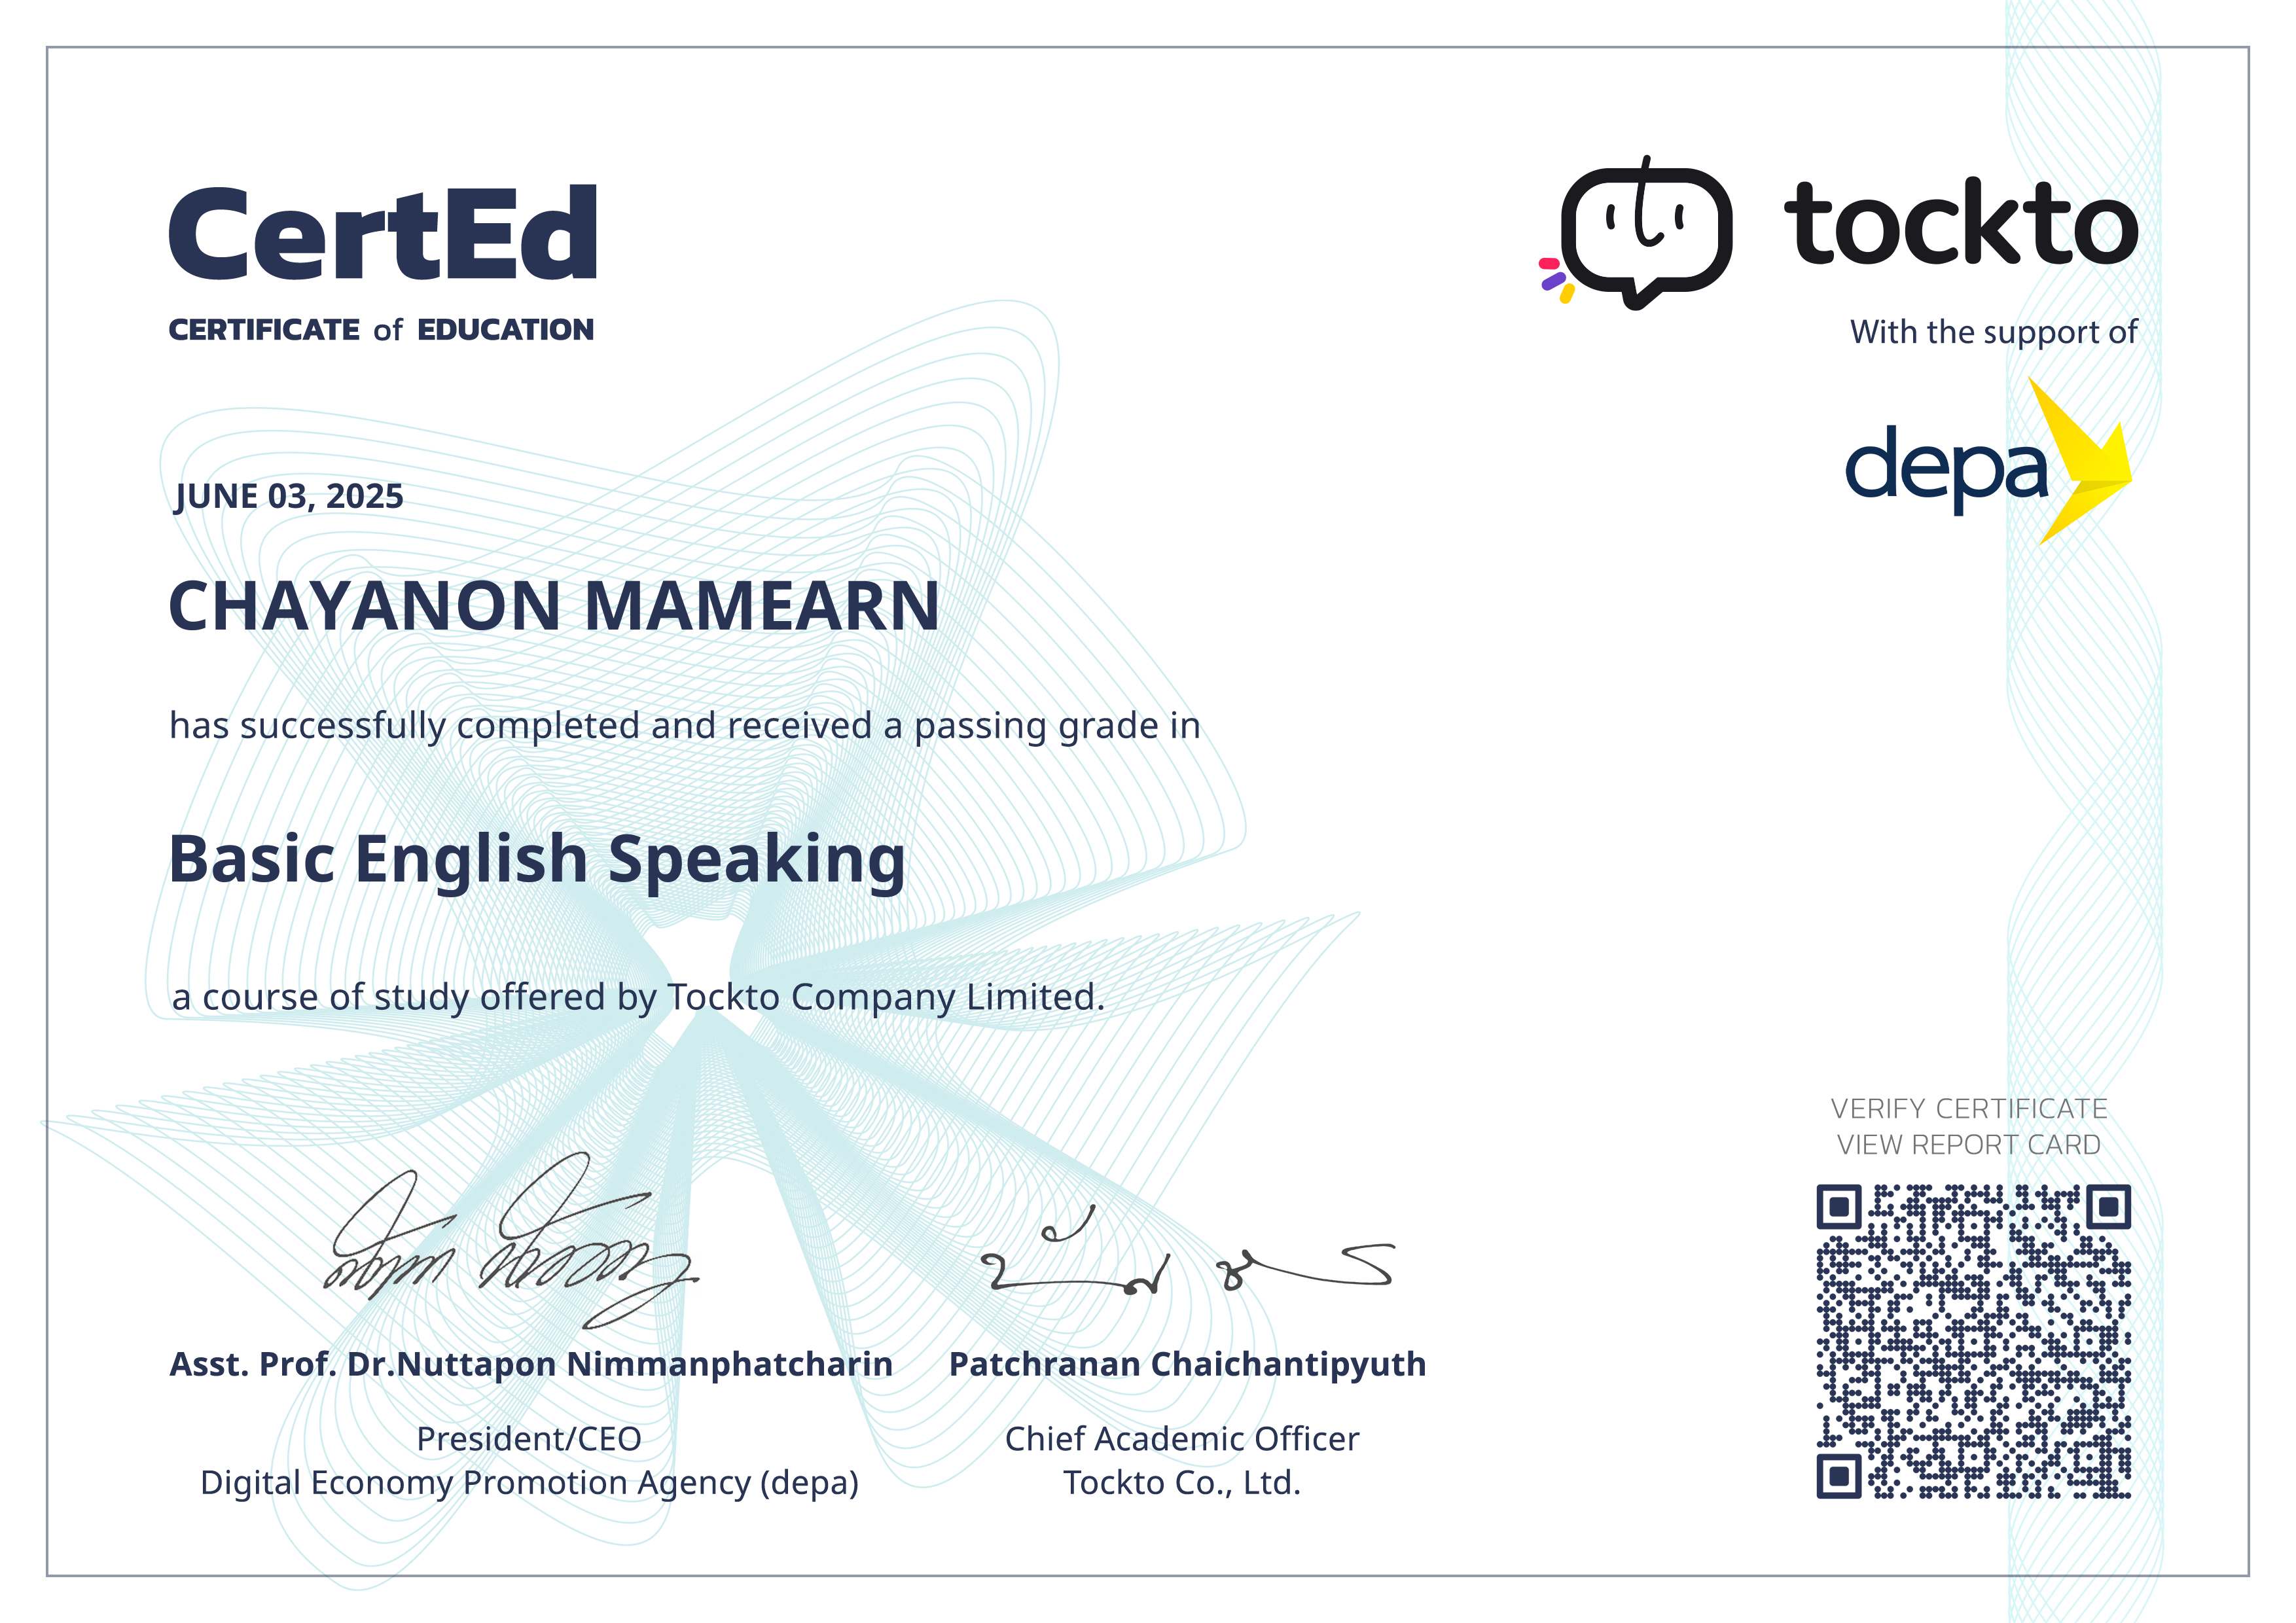 CertEd
CERTIFICATE of EDUCATION
tockto
With the support of
depa
JUNE 03, 2025
CHAYANON MAMEARN
has successfully completed and received a passing grade in
Basic English Speaking
a course of study offered by Tockto Company Limited.
VERIFY CERTIFICATE
VIEW REPORT CARD
Asst. Prof. Dr.Nuttapon Nimmanphatcharin
President/CEO
Digital Economy Promotion Agency (depa)
Patchranan Chaichantipyuth
Chief Academic Officer
Tockto Co., Ltd.